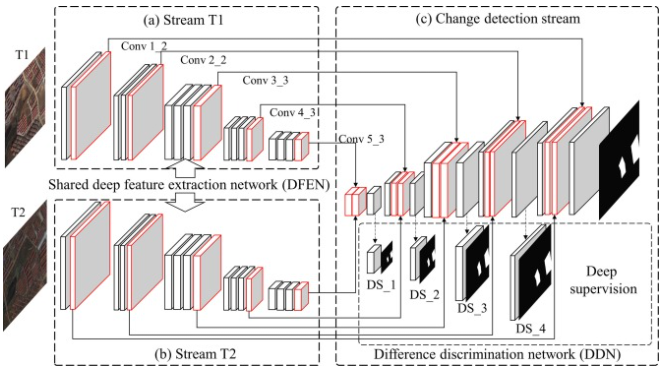 (a) Stream T1
(c) Change detection stream
T1
Conv 1_2
Conv 2_2
Conv 3_3
Conv 4_3
Conv 5_3
Shared deep feature extraction network (DFEN)
T2
DS_1
DS_2
DS_3
DS_4
Deep
supervision
(b) Stream T2
Difference discrimination network (DDN)